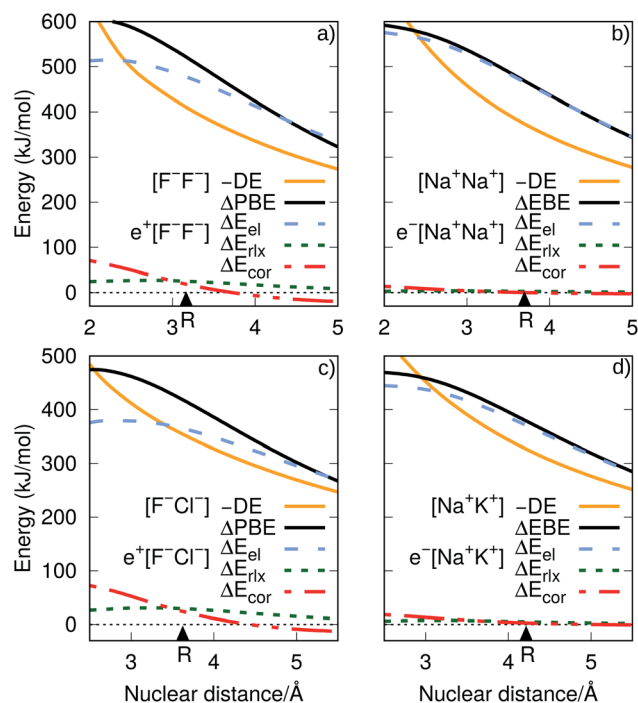 a)
600
500
400
300
200
100
0
Energy (kJ/mol)
[F⁻F⁻] −DE
ΔPBE
e⁺[F⁻F⁻] ΔE_el
ΔE_rlx
ΔE_cor
2 3 4 5
R
b)
[Na⁺Na⁺] −DE
ΔEBE
e⁻[Na⁺Na⁺] ΔE_el
ΔE_rlx
ΔE_cor
2 3 4 5
R
c)
500
400
300
200
100
0
Energy (kJ/mol)
[F⁻Cl⁻] −DE
ΔPBE
e⁺[F⁻Cl⁻] ΔE_el
ΔE_rlx
ΔE_cor
3 4 5
R
Nuclear distance/Å
d)
[Na⁺K⁺] −DE
ΔEBE
e⁻[Na⁺K⁺] ΔE_el
ΔE_rlx
ΔE_cor
3 4 5
R
Nuclear distance/Å